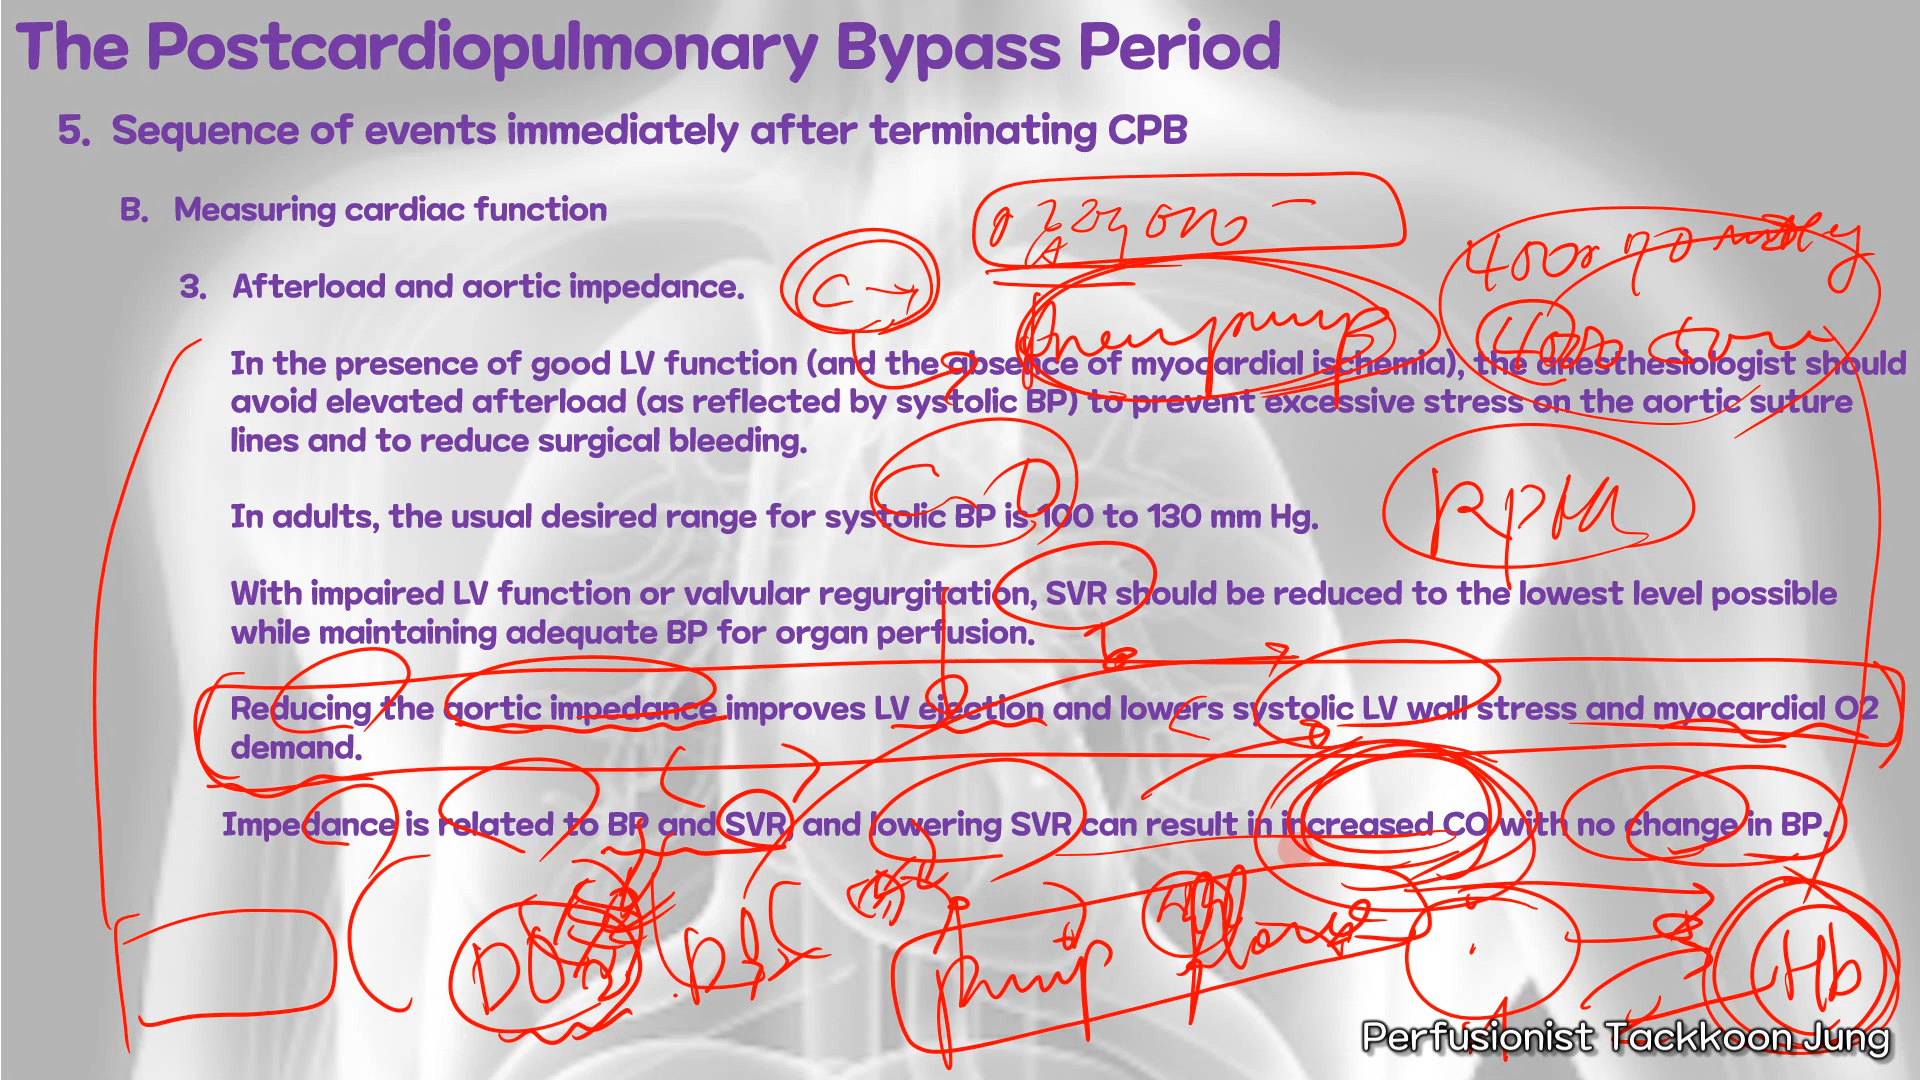 The Postcardiopulmonary Bypass Period
5. Sequence of events immediately after terminating CPB
B. Measuring cardiac function
3. Afterload and aortic impedance.
C →
RPM
In the presence of good LV function (and the absence of myocardial ischemia), the anesthesiologist should
avoid elevated afterload (as reflected by systolic BP) to prevent excessive stress on the aortic suture
lines and to reduce surgical bleeding.
In adults, the usual desired range for systolic BP is 100 to 130 mm Hg.
With impaired LV function or valvular regurgitation, SVR should be reduced to the lowest level possible
while maintaining adequate BP for organ perfusion.
Reducing the aortic impedance improves LV ejection and lowers systolic LV wall stress and myocardial O2
demand.
Impedance is related to BP and SVR, and lowering SVR can result in increased CO with no change in BP.
DO2
pump
Hb
Perfusionist Tackkoon Jung